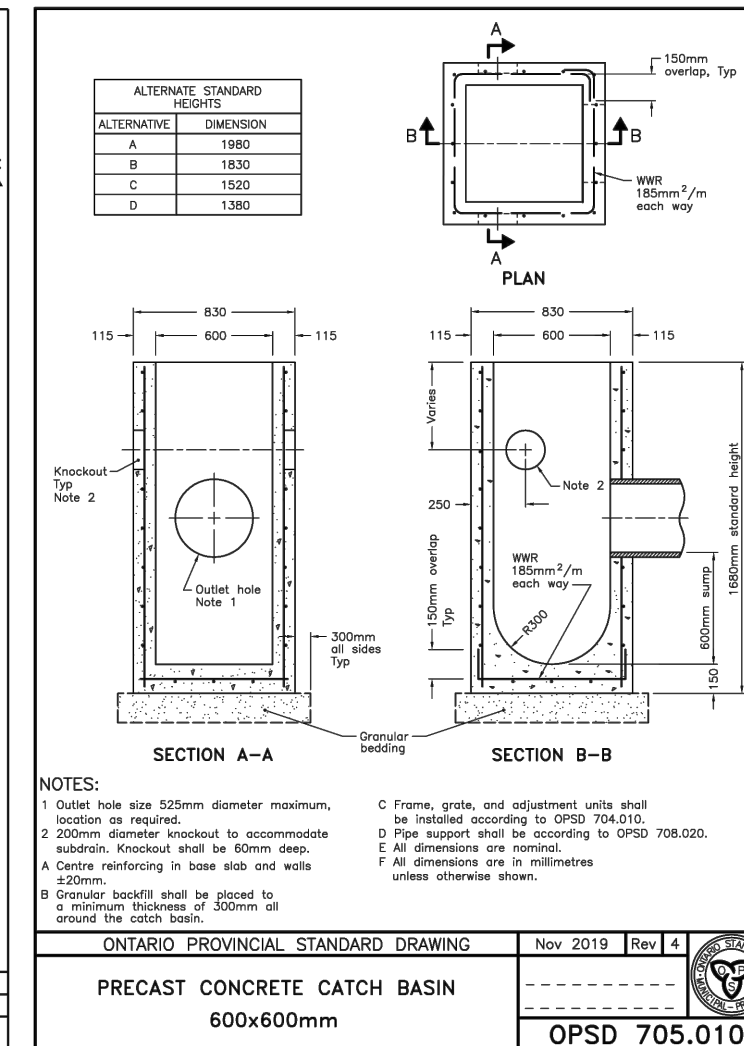 ALTERNATE STANDARD
HEIGHTS
ALTERNATIVE DIMENSION
A 1980
B 1830
C 1520
D 1380
A
150mm
overlap, Typ
B B
WWR
185mm²/m
each way
A
PLAN
830
115 600 115
Knockout
Typ
Note 2
Outlet hole
Note 1
300mm
all sides
Typ
SECTION A–A
830
115 600 115
Varies
Note 2
250
WWR
185mm²/m
each way
150mm overlap
Typ
R300
600mm sump
1680mm standard height
150
Granular
bedding
SECTION B–B
NOTES:
1 Outlet hole size 525mm diameter maximum,
location as required.
2 200mm diameter knockout to accommodate
subdrain. Knockout shall be 60mm deep.
A Centre reinforcing in base slab and walls
±20mm.
B Granular backfill shall be placed to
a minimum thickness of 300mm all
around the catch basin.
C Frame, grate, and adjustment units shall
be installed according to OPSD 704.010.
D Pipe support shall be according to OPSD 708.020.
E All dimensions are nominal.
F All dimensions are in millimetres
unless otherwise shown.
ONTARIO PROVINCIAL STANDARD DRAWING
Nov 2019 Rev 4
PRECAST CONCRETE CATCH BASIN
600x600mm
OPSD 705.010
ONTARIO
O P
S